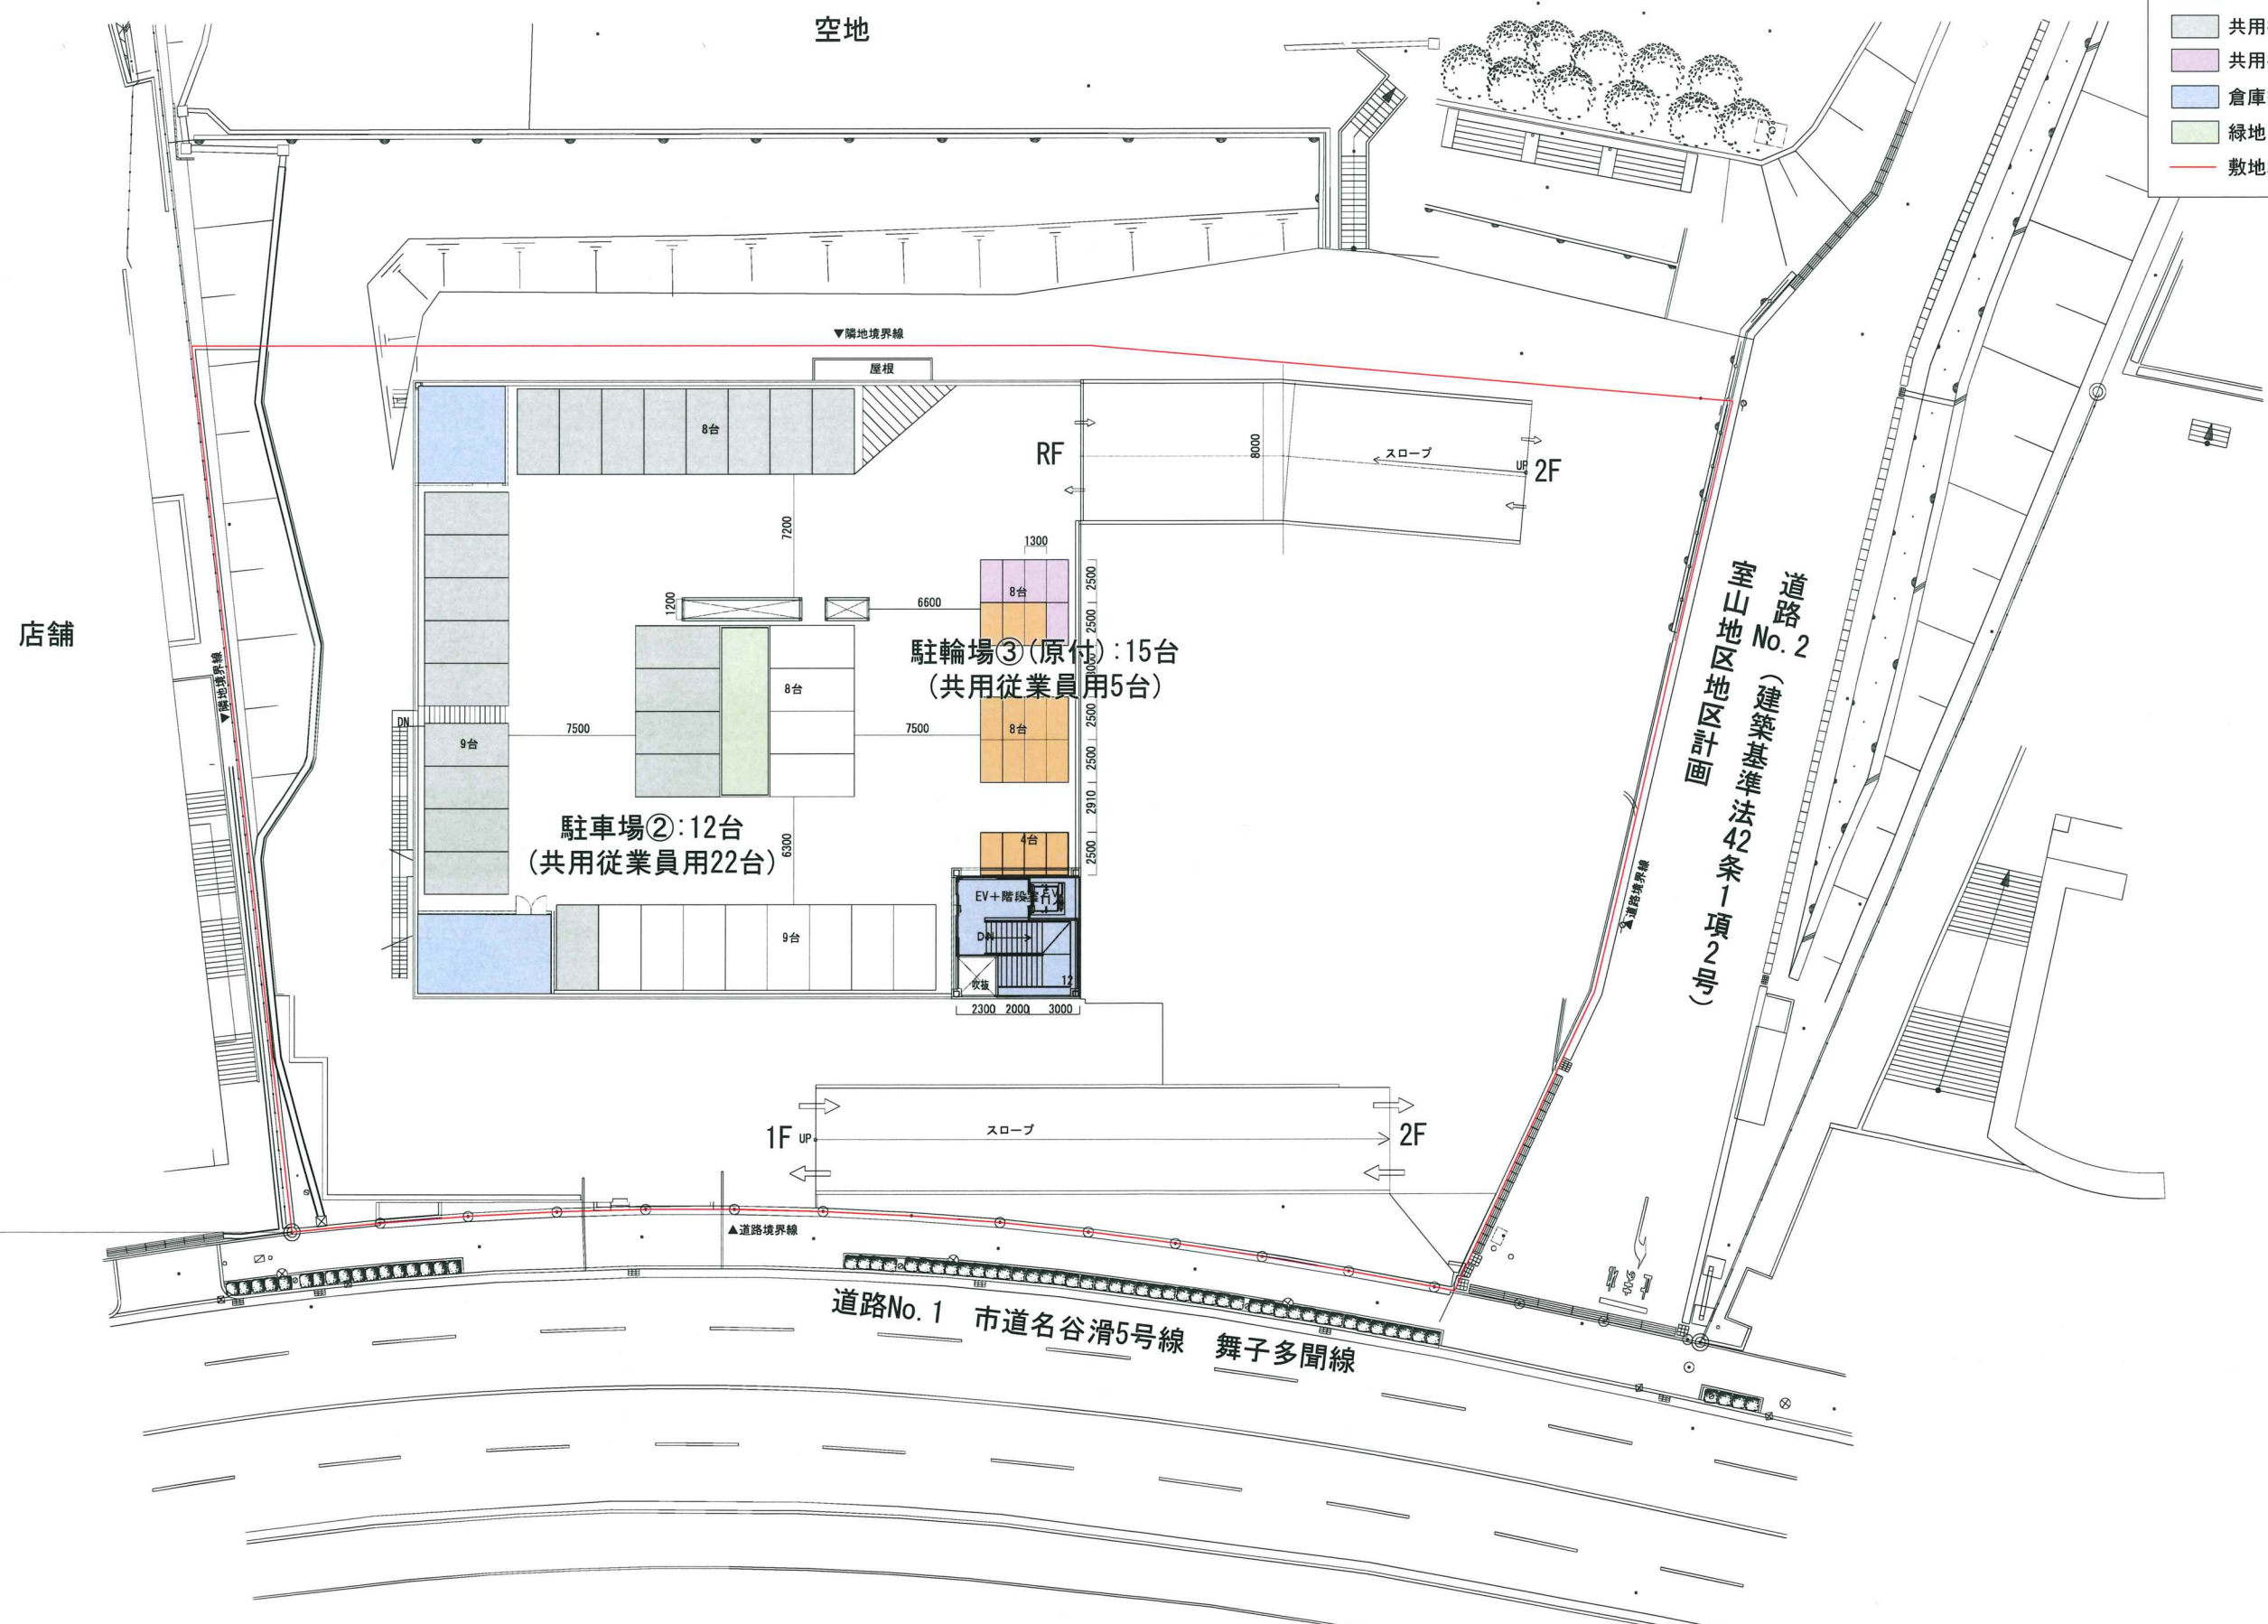 空地
共用
共用
倉庫
緑地
敷地
▼隣地境界線
屋根
8台
RF
8000
スロープ
UP
2F
7200
1300
8台
2500
2500
1200
6600
店舗
▼隣地境界線
駐輪場③(原付):15台
(共用従業員用5台)
8台
DN
9台
7500
7500
8台
2500
2500
2910
2500
駐車場②:12台
(共用従業員用22台)
6300
4台
EV+階段
DN
9台
吹抜
12
2300
2000
3000
道路No.2(建築基準法42条1項2号)
室山地区地区計画
▲道路境界線
1F
UP
スロープ
2F
▲道路境界線
道路No.1 市道名谷滑5号線 舞子多聞線